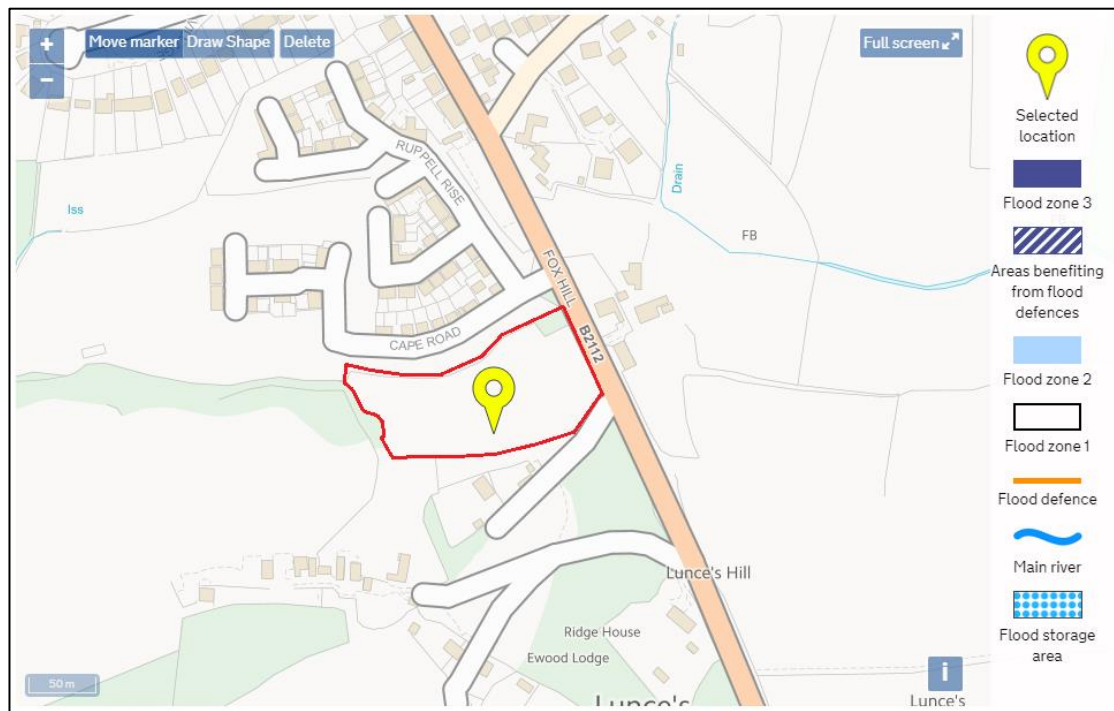 +
−
Move marker
Draw Shape
Delete
Full screen
RUPPELL RISE
Iss
Drain
FB
FOX HILL
B2112
CAPE ROAD
Lunce's Hill
Ridge House
Ewood Lodge
Lunce's
Lunce's
50 m
i
Selected
location
Flood zone 3
Areas benefiting
from flood
defences
Flood zone 2
Flood zone 1
Flood defence
Main river
Flood storage
area